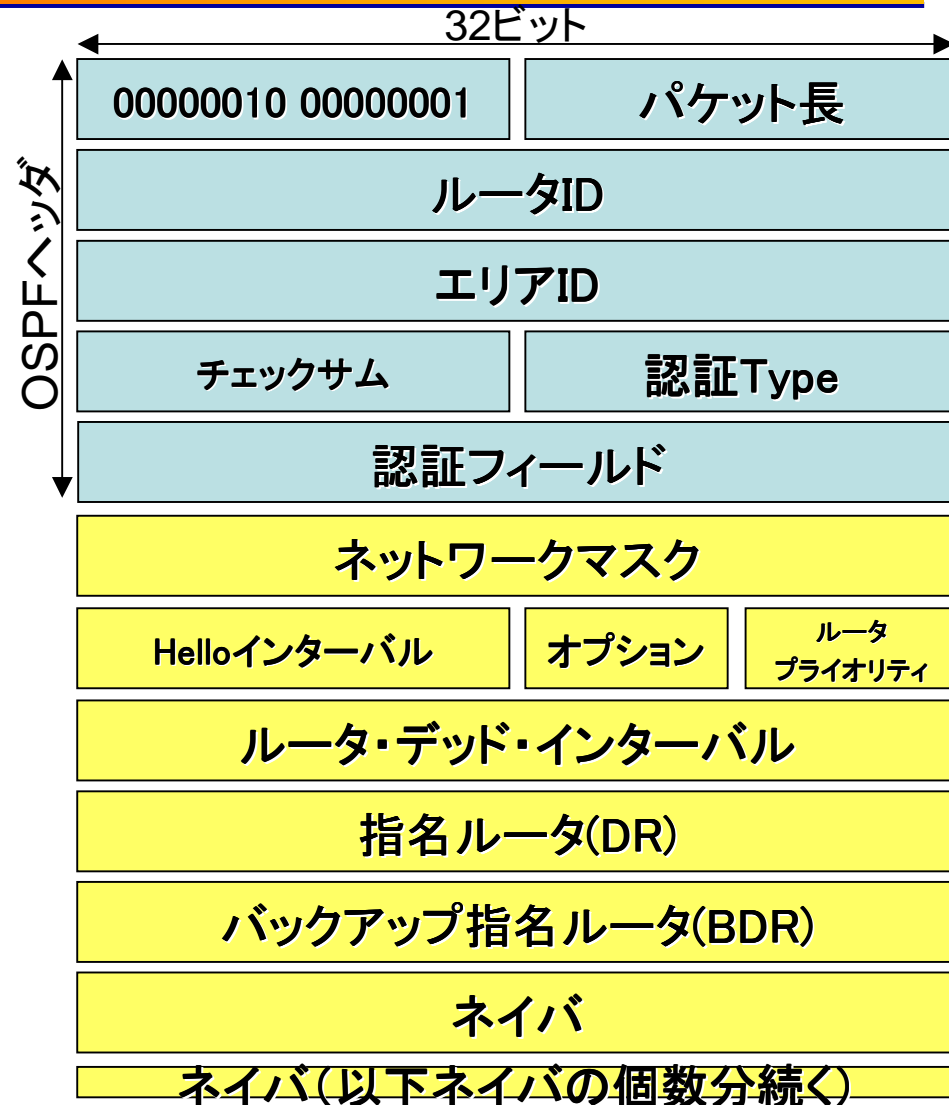 32ビット
OSPFヘッダ
00000010 00000001
パケット長
ルータID
エリアID
チェックサム
認証Type
認証フィールド
ネットワークマスク
Helloインターバル
オプション
ルータ
プライオリティ
ルータ・デッド・インターバル
指名ルータ(DR)
バックアップ指名ルータ(BDR)
ネイバ
ネイバ(以下ネイバの個数分続く)